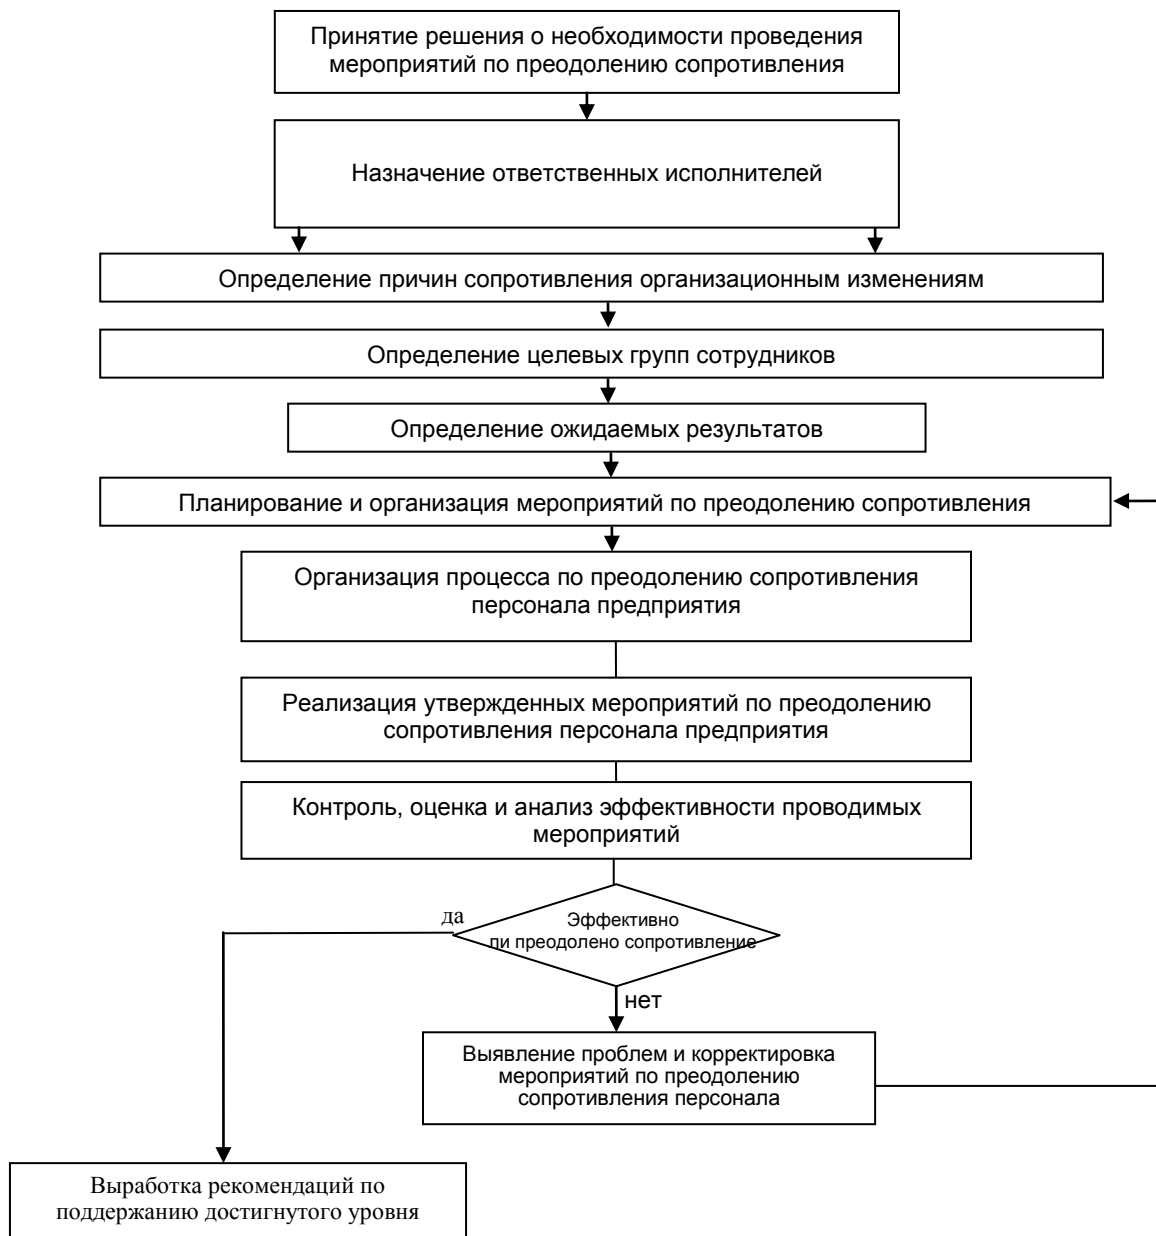 Принятие решения о необходимости проведения
мероприятий по преодолению сопротивления
Назначение ответственных исполнителей
Определение причин сопротивления организационным изменениям
Определение целевых групп сотрудников
Определение ожидаемых результатов
Планирование и организация мероприятий по преодолению сопротивления
Организация процесса по преодолению сопротивления
персонала предприятия
Реализация утвержденных мероприятий по преодолению
сопротивления персонала предприятия
Контроль, оценка и анализ эффективности проводимых
мероприятий
да
Эффективно
ли преодолено сопротивление
нет
Выявление проблем и корректировка
мероприятий по преодолению
сопротивления персонала
Выработка рекомендаций по
поддержанию достигнутого уровня